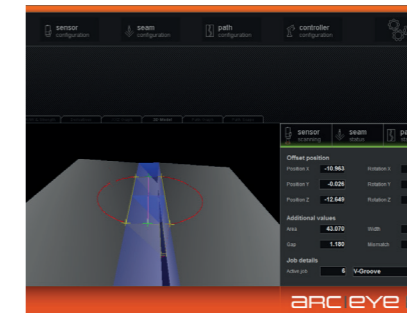 sensor configuration
seam configuration
path configuration
controller configuration
3D Model
sensor scanning
seam status
pa
Offset position
Position X -10.963 Rotation X
Position Y -0.026 Rotation Y
Position Z -12.649 Rotation Z
Additional values
Area 43.070 Width
Gap 1.180 Mismatch
Job details
Active job 6 V-Groove
arc eye